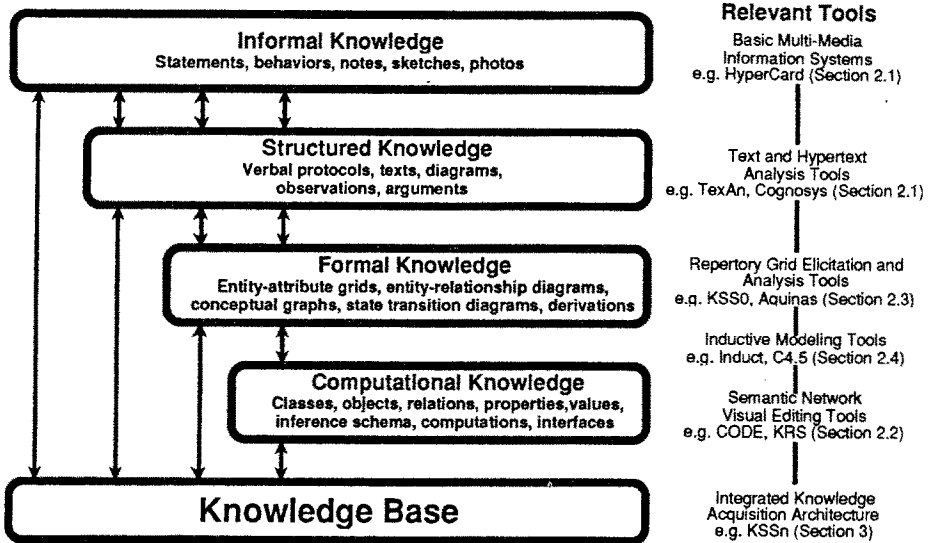 Informal Knowledge
Statements, behaviors, notes, sketches, photos
Structured Knowledge
Verbal protocols, texts, diagrams,
observations, arguments
Formal Knowledge
Entity-attribute grids, entity-relationship diagrams,
conceptual graphs, state transition diagrams, derivations
Computational Knowledge
Classes, objects, relations, properties,values,
inference schema, computations, interfaces
Knowledge Base
Relevant Tools
Basic Multi-Media
Information Systems
e.g. HyperCard (Section 2.1)
Text and Hypertext
Analysis Tools
e.g. TexAn, Cognosys (Section 2.1)
Repertory Grid Elicitation and
Analysis Tools
e.g. KSS0, Aquinas (Section 2.3)
Inductive Modeling Tools
e.g. Induct, C4.5 (Section 2.4)
Semantic Network
Visual Editing Tools
e.g. CODE, KRS (Section 2.2)
Integrated Knowledge
Acquisition Architecture
e.g. KSSn (Section 3)